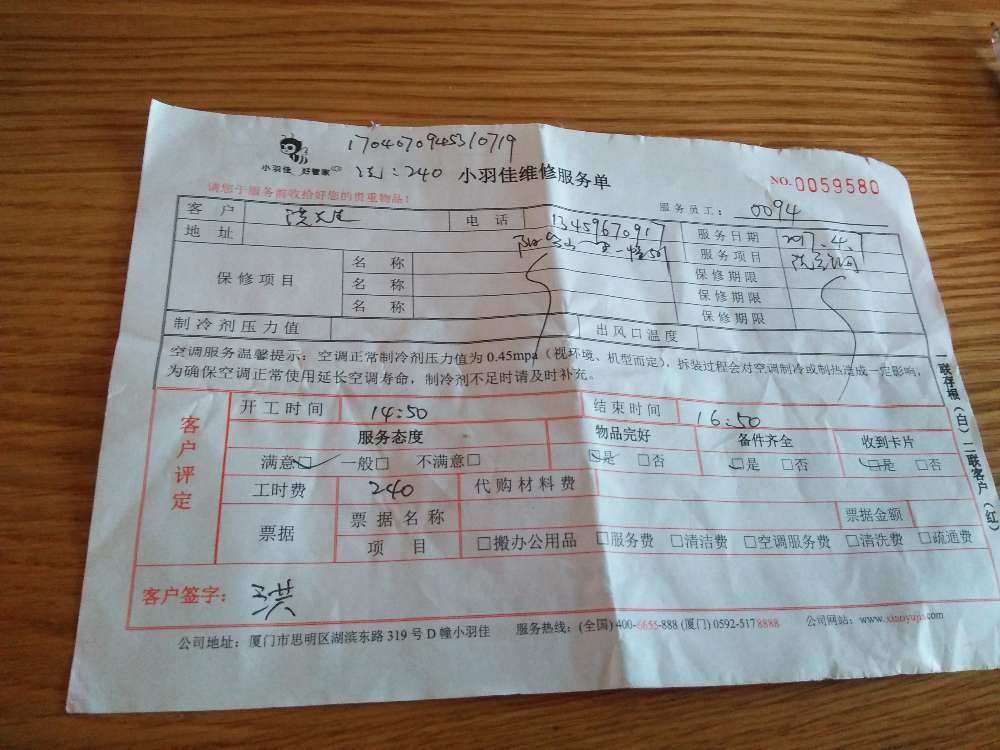 170407094531071​9
小羽佳 好管家
: 240
小羽佳维修服务单
NO. 0059580
请您于服务前收拾好您的贵重物品!
服务员工: 0094
客户 电话 13459670917 服务日期 2017.4.7
地址 服务项目
保修项目 名称 保修期限
名称 保修期限
名称 保修期限
制冷剂压力值 出风口温度
空调服务温馨提示: 空调正常制冷剂压力值为 0.45mpa (视环境、机型而定), 拆装过程会对空调制冷或制热造成一定影响,
为确保空调正常使用延长空调寿命, 制冷剂不足时请及时补充。
客户评定
开工时间 14:50 结束时间 16:50
服务态度 物品完好 备件齐全 收到卡片
满意□ 一般□ 不满意□ □是 □否 □是 □否 □是 □否
工时费 240 代购材料费
票据 票据名称 票据金额
项目 □搬办公用品 □服务费 □清洁费 □空调服务费 □清洗费 □疏通费
客户签字:
公司地址: 厦门市思明区湖滨东路 319 号 D 幢小羽佳 服务热线: (全国) 400-6655-888 (厦门) 0592-5178888 公司网站: www.xiaoyujia.com
一联存根(白) 二联客户(红)